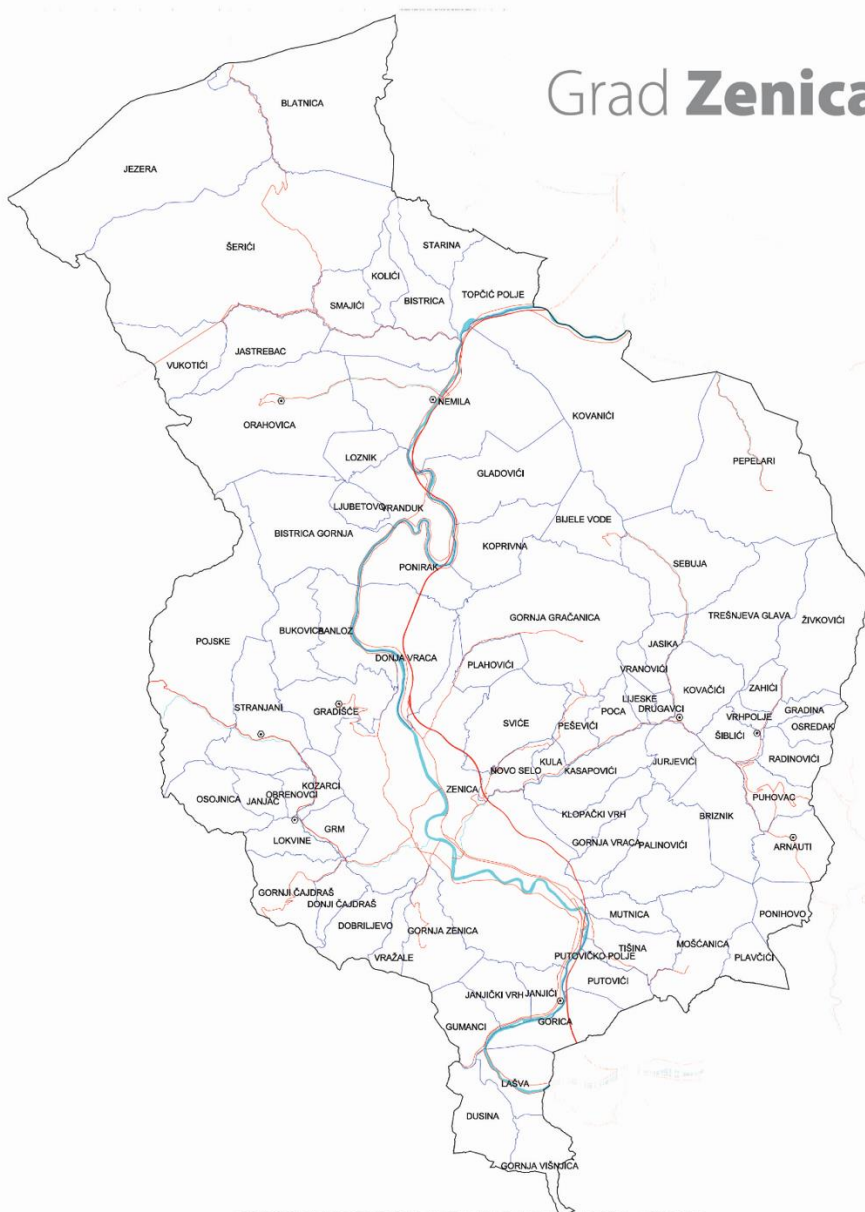 Grad Zenica
BLATNICA
JEZERA
ŠERIĆI
STARINA
KOLIĆI
BISTRICA
TOPČIĆ POLJE
SMAJIĆI
JASTREBAC
VUKOTIĆI
NEMILA
ORAHOVICA
KOVANIĆI
LOZNIK
PEPELARI
GLADOVIĆI
LJUBETOVO
VRANDUK
BIJELE VODE
BISTRICA GORNJA
KOPRIVNA
PONIRAK
SEBUJA
GORNJA GRAČANICA
TREŠNJEVA GLAVA
ŽIVKOVIĆI
POJSKE
BUKOVICA
BANLOZ
JASIKA
DONJA VRACA
PLAHOVIĆI
VRANOVIĆI
KOVAČIĆI
ZAHIĆI
STRANJANI
GRADIŠĆE
LIJESKE
DRUGAVCI
POCA
GRADINA
VRHPOLJE
SVIĆE
PEŠEVIĆI
OSREDAK
ŠIBLIĆI
JURJEVIĆI
RADINOVIĆI
KULA
NOVO SELO
KASAPOVIĆI
KOZARCI
ZENICA
OSOJNICA
JANJAC
OBRENOVCI
PUHOVAC
KLOPAČKI VRH
BRIZNIK
GRM
LOKVINE
GORNJA VRACA
PALINOVIĆI
ARNAUTI
GORNJI ČAJDRAŠ
DONJI ČAJDRAŠ
DOBRILJEVO
GORNJA ZENICA
MUTNICA
PONIHOVO
TIŠINA
MOŠĆANICA
VRAŽALE
PUTOVIČKO POLJE
PLAVČIĆI
PUTOVIĆI
JANJIČKI VRH
JANJIĆI
GUMANCI
GORICA
LAŠVA
DUSINA
GORNJA VIŠNJICA